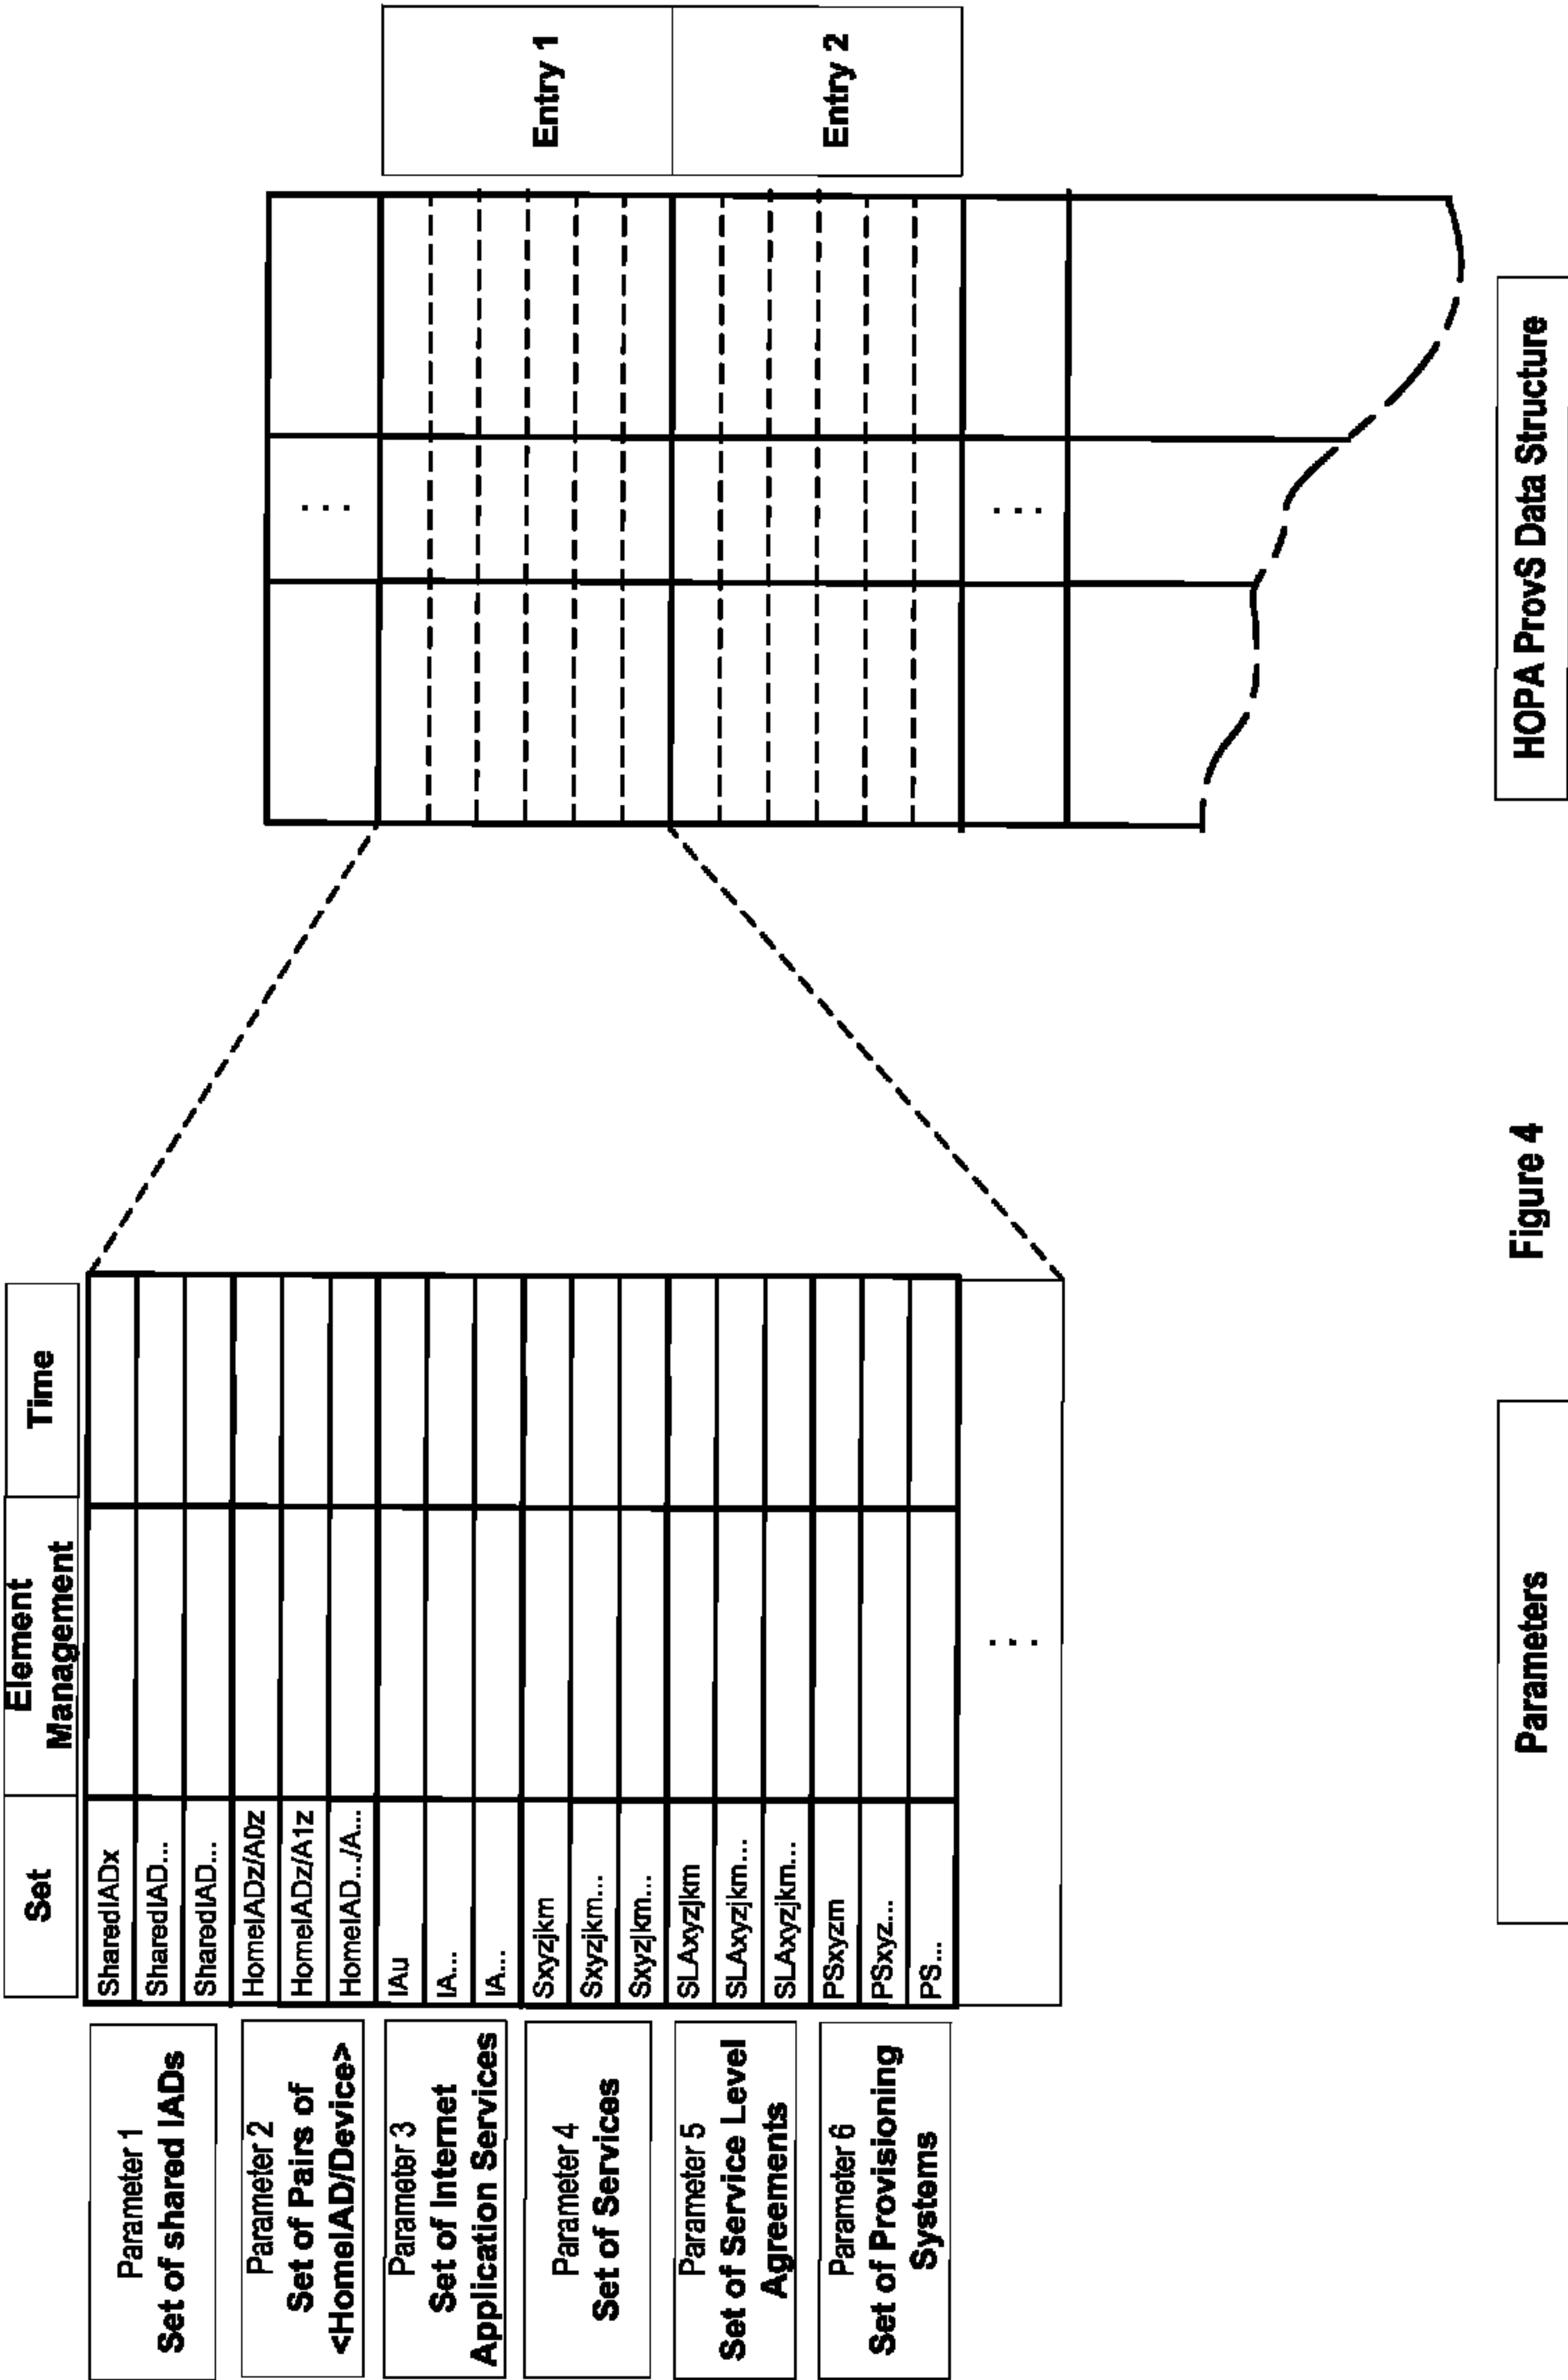 Set
Element
Management
Time
Parameter 1
Set of shared IADs
SharedIADx
SharedIAD...
SharedIAD...
Parameter 2
Set of Pairs of
<HomeIAD/Device>
HomeIADz/A0z
HomeIADz/A1z
HomeIAD.../A...
Parameter 3
Set of Internet
Application Services
IAu
IA...
IA...
Parameter 4
Set of Services
Sxyzjkm
Sxyzjkm...
Sxyzjkm...
Parameter 5
Set of Service Level
Agreements
SLAxyzjkm
SLAxyzjkm...
SLAxyzjkm...
Parameter 6
Set of Provisioning
Systems
PSxyzm
PSxyz...
PS...
...
...
Entry 1
Entry 2
...
Parameters
Figure 4
HOPA ProvS Data Structure